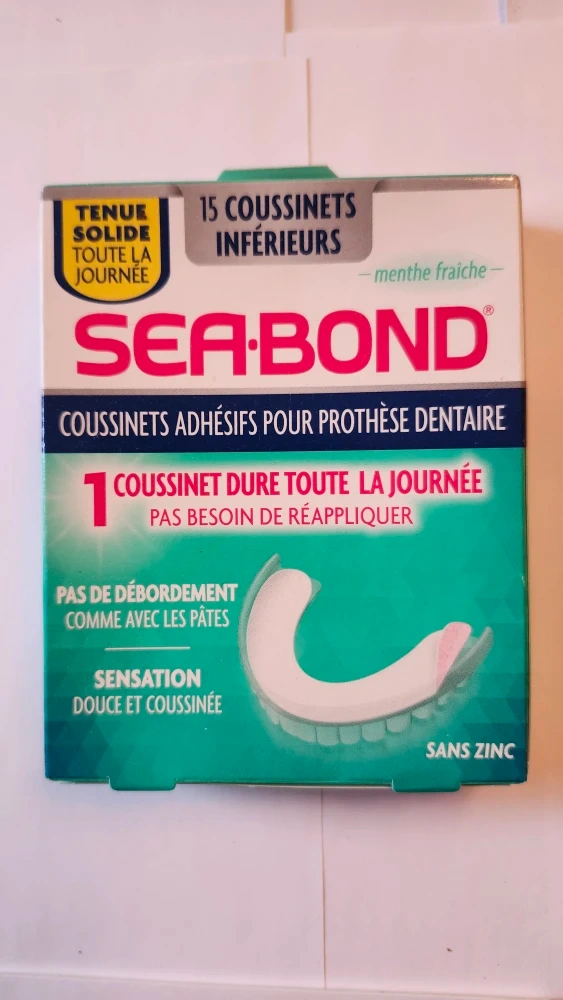 TENUE
SOLIDE
TOUTE LA
JOURNÉE
15 COUSSINETS
INFÉRIEURS
menthe fraîche
SEA·BOND®
COUSSINETS ADHÉSIFS POUR PROTHÈSE DENTAIRE
1 COUSSINET DURE TOUTE LA JOURNÉE
PAS BESOIN DE RÉAPPLIQUER
PAS DE DÉBORDEMENT
COMME AVEC LES PÂTES
SENSATION
DOUCE ET COUSSINÉE
SANS ZINC